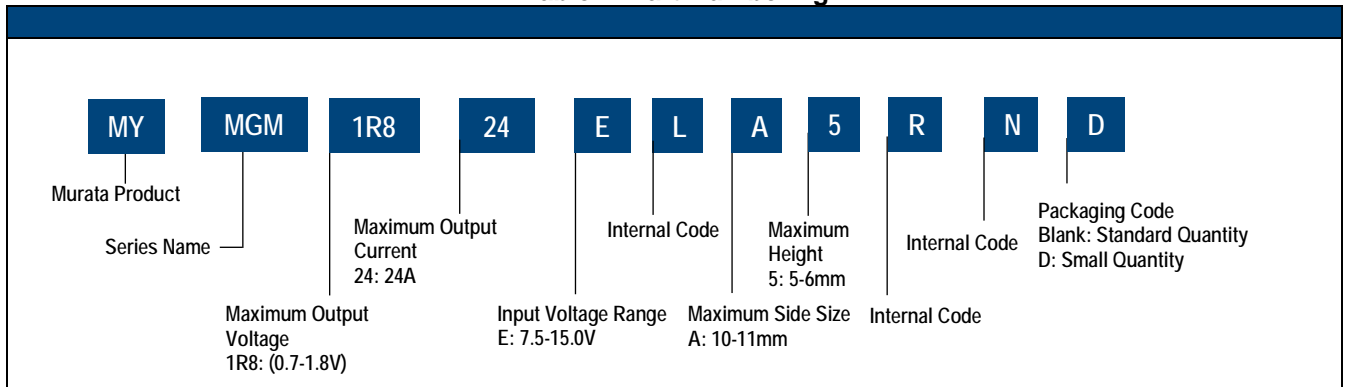 MY MGM 1R8 24 E L A 5 R N D
Murata Product
Series Name
Maximum Output
Voltage
1R8: (0.7-1.8V)
Maximum Output
Current
24: 24A
Input Voltage Range
E: 7.5-15.0V
Internal Code
Maximum Side Size
A: 10-11mm
Maximum
Height
5: 5-6mm
Internal Code
Internal Code
Packaging Code
Blank: Standard Quantity
D: Small Quantity